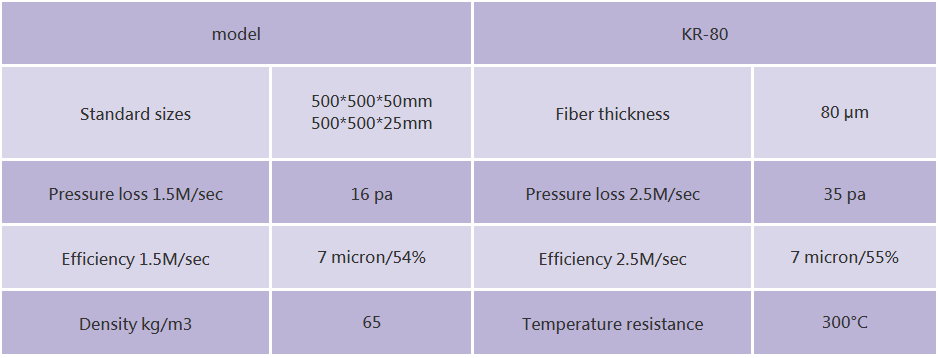 model
KR-80
Standard sizes
500*500*50mm
500*500*25mm
Fiber thickness
80 μm
Pressure loss 1.5M/sec
16 pa
Pressure loss 2.5M/sec
35 pa
Efficiency 1.5M/sec
7 micron/54%
Efficiency 2.5M/sec
7 micron/55%
Density kg/m3
65
Temperature resistance
300°C